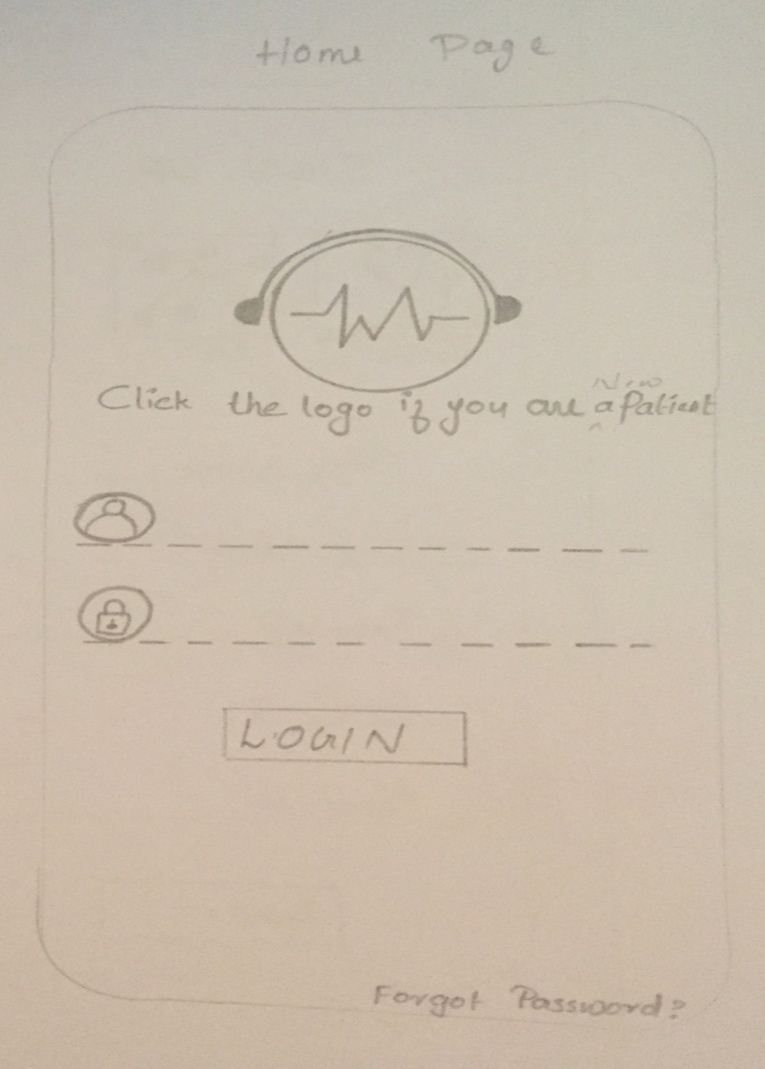 Home Page
New
Click the logo if you are a Patient
LOGIN
Forgot Password?